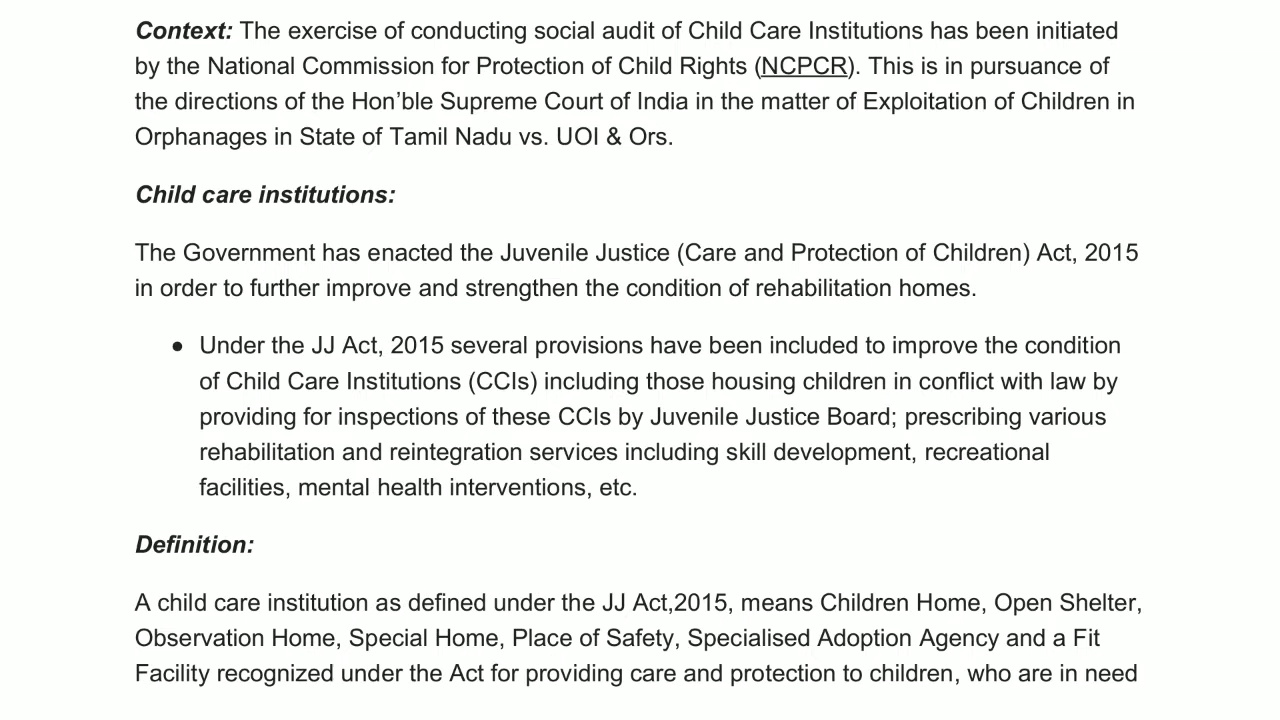 Context: The exercise of conducting social audit of Child Care Institutions has been initiated
by the National Commission for Protection of Child Rights (NCPCR). This is in pursuance of
the directions of the Hon’ble Supreme Court of India in the matter of Exploitation of Children in
Orphanages in State of Tamil Nadu vs. UOI & Ors.
Child care institutions:
The Government has enacted the Juvenile Justice (Care and Protection of Children) Act, 2015
in order to further improve and strengthen the condition of rehabilitation homes.
● Under the JJ Act, 2015 several provisions have been included to improve the condition
of Child Care Institutions (CCIs) including those housing children in conflict with law by
providing for inspections of these CCIs by Juvenile Justice Board; prescribing various
rehabilitation and reintegration services including skill development, recreational
facilities, mental health interventions, etc.
Definition:
A child care institution as defined under the JJ Act,2015, means Children Home, Open Shelter,
Observation Home, Special Home, Place of Safety, Specialised Adoption Agency and a Fit
Facility recognized under the Act for providing care and protection to children, who are in need